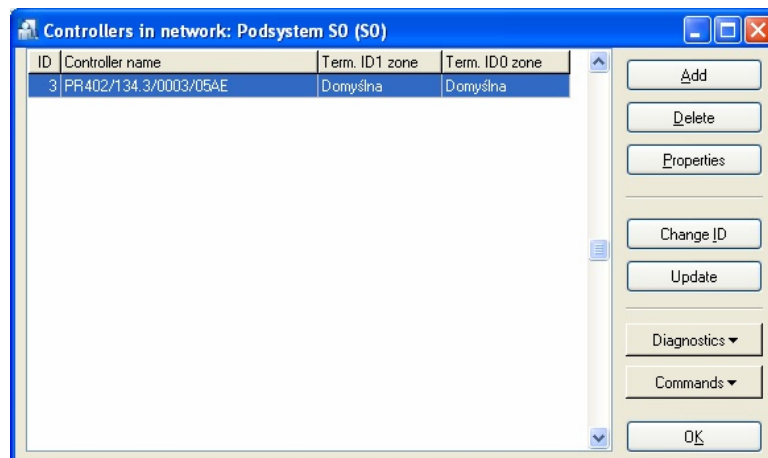 Controllers in network: Podsystem S0 (S0)
ID Controller name Term. ID1 zone Term. ID0 zone
3 PR402/134.3/0003/05AE Domyślna Domyślna
Add
Delete
Properties
Change ID
Update
Diagnostics
Commands
OK